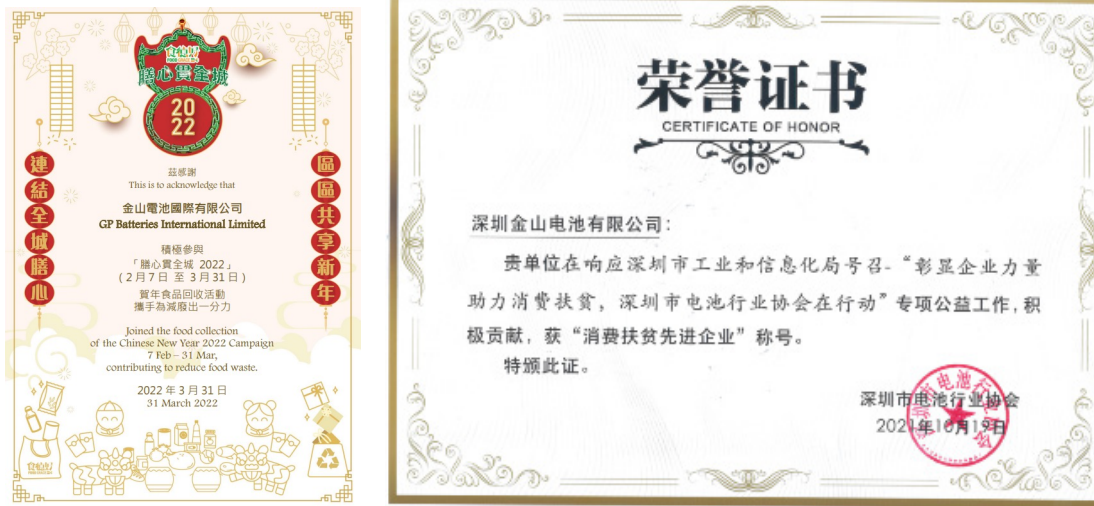 食德好
FOOD GRACE
膳心貫全城
2022
連結全城膳心
區區共享新年
茲感謝
This is to acknowledge that
金山電池國際有限公司
GP Batteries International Limited
積極參與
「膳心貫全城 2022」
(2月7日 至 3月31日)
賀年食品回收活動
攜手為減廢出一分力
Joined the food collection
of the Chinese New Year 2022 Campaign
7 Feb – 31 Mar,
contributing to reduce food waste.
2022 年 3 月 31 日
31 March 2022
食德好
荣誉证书
CERTIFICATE OF HONOR
深圳金山电池有限公司:
贵单位在响应深圳市工业和信息化局号召-“彰显企业力量
助力消费扶贫，深圳市电池行业协会在行动”专项公益工作,积
极贡献，获“消费扶贫先进企业”称号。
特颁此证。
深圳市电池行业协会
2021年10月19日